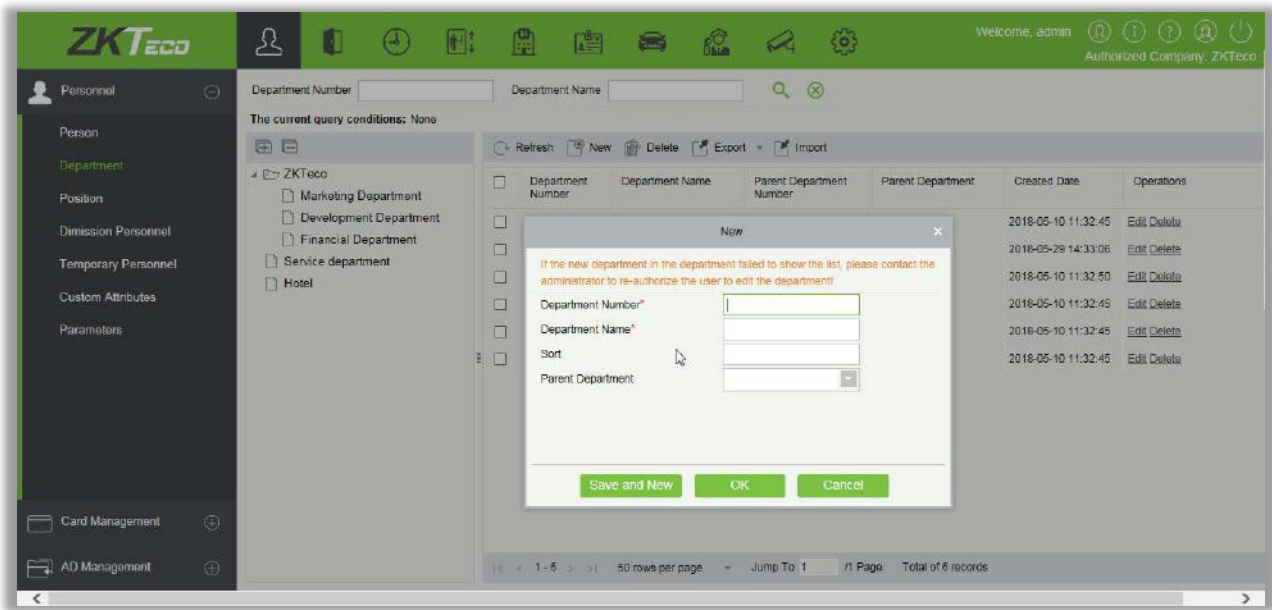 ZKTeco
Welcome, admin
Authorized Company: ZKTeco
Personnel
Person
Department
Position
Dimission Personnel
Temporary Personnel
Custom Attributes
Parameters
Card Management
AD Management
Department Number
Department Name
The current query conditions: None
ZKTeco
Marketing Department
Development Department
Financial Department
Service department
Hotel
Refresh New Delete Export Import
Department Number Department Name Parent Department Number Parent Department Created Date Operations
2018-05-10 11:32:45 Edit Delete
2018-05-29 14:33:06 Edit Delete
2018-05-10 11:32:50 Edit Delete
2018-05-10 11:32:45 Edit Delete
2018-05-10 11:32:45 Edit Delete
2018-05-10 11:32:45 Edit Delete
New
If the new department in the department failed to show the list, please contact the
administrator to re-authorize the user to edit the department!
Department Number*
Department Name*
Sort
Parent Department
Save and New OK Cancel
1-6 50 rows per page Jump To 1 /1 Page Total of 6 records